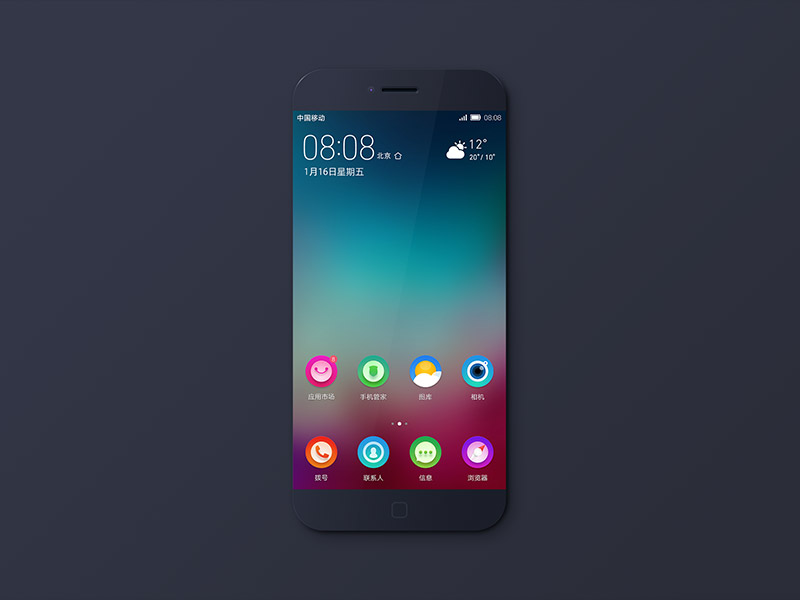 中国移动 08:08
08:08 北京 12°
20°/ 10°
1月16日星期五
应用市场 手机管家 图库 相机
拨号 联系人 信息 浏览器